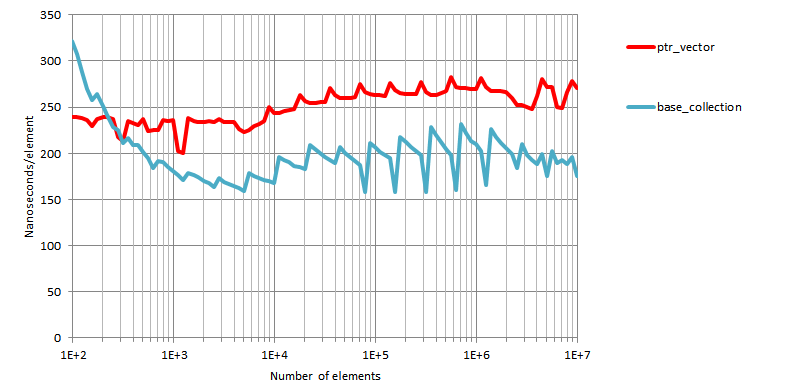 350
300
250
200
150
100
50
0
Nanoseconds/element
1E+2 1E+3 1E+4 1E+5 1E+6 1E+7
Number of elements
ptr_vector
base_collection